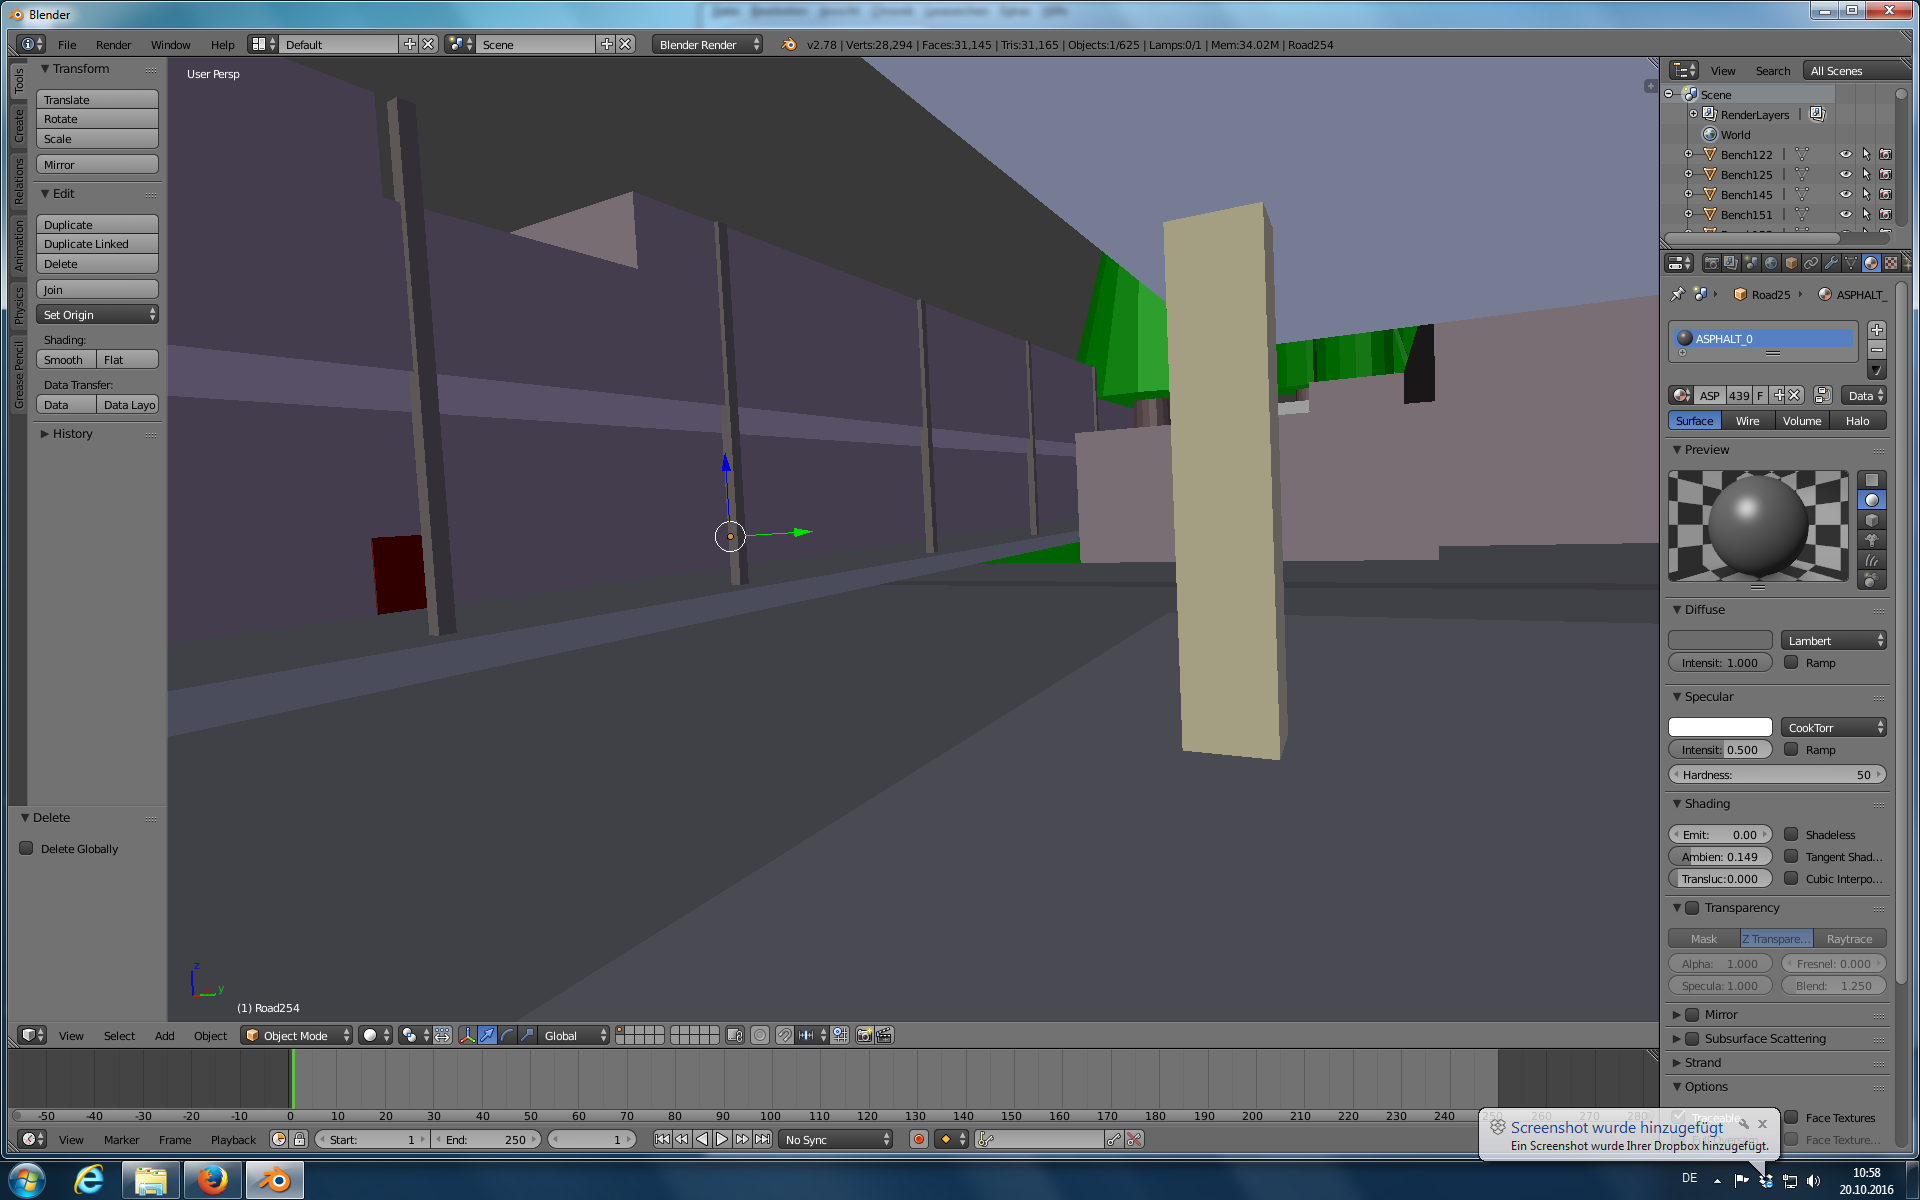 Blender
File Render Window Help Default Scene Blender Render v2.78 | Verts:28,294 | Faces:31,145 | Tris:31,165 | Objects:1/625 | Lamps:0/1 | Mem:34.02M | Road254
Tools
Create
Relations
Animation
Physics
Grease Pencil
Transform
Translate
Rotate
Scale
Mirror
Edit
Duplicate
Duplicate Linked
Delete
Join
Set Origin
Shading:
Smooth Flat
Data Transfer:
Data Data Layo
History
Delete
Delete Globally
User Persp
z
y
(1) Road254
View Search All Scenes
Scene
RenderLayers |
World
Bench122 |
Bench125 |
Bench145 |
Bench151 |
Road25 ASPHALT_
ASPHALT_0
ASP 439 F Data
Surface Wire Volume Halo
Preview
Diffuse
Lambert
Intensit: 1.000 Ramp
Specular
CookTorr
Intensit: 0.500 Ramp
Hardness: 50
Shading
Emit: 0.00 Shadeless
Ambien: 0.149 Tangent Shad...
Transluc:0.000 Cubic Interpo...
Transparency
Mask Z Transpare... Raytrace
Alpha: 1.000 Fresnel: 0.000
Specula: 1.000 Blend: 1.250
Mirror
Subsurface Scattering
Strand
Options
Traceable Face Textures
Face Texture...
View Select Add Object Object Mode Global
-50 -40 -30 -20 -10 0 10 20 30 40 50 60 70 80 90 100 110 120 130 140 150 160 170 180 190 200 210 220 230 240 250 260 270 280
View Marker Frame Playback Start: 1 End: 250 1 No Sync
Screenshot wurde hinzugefügt
Ein Screenshot wurde Ihrer Dropbox hinzugefügt.
DE
10:58
20.10.2016